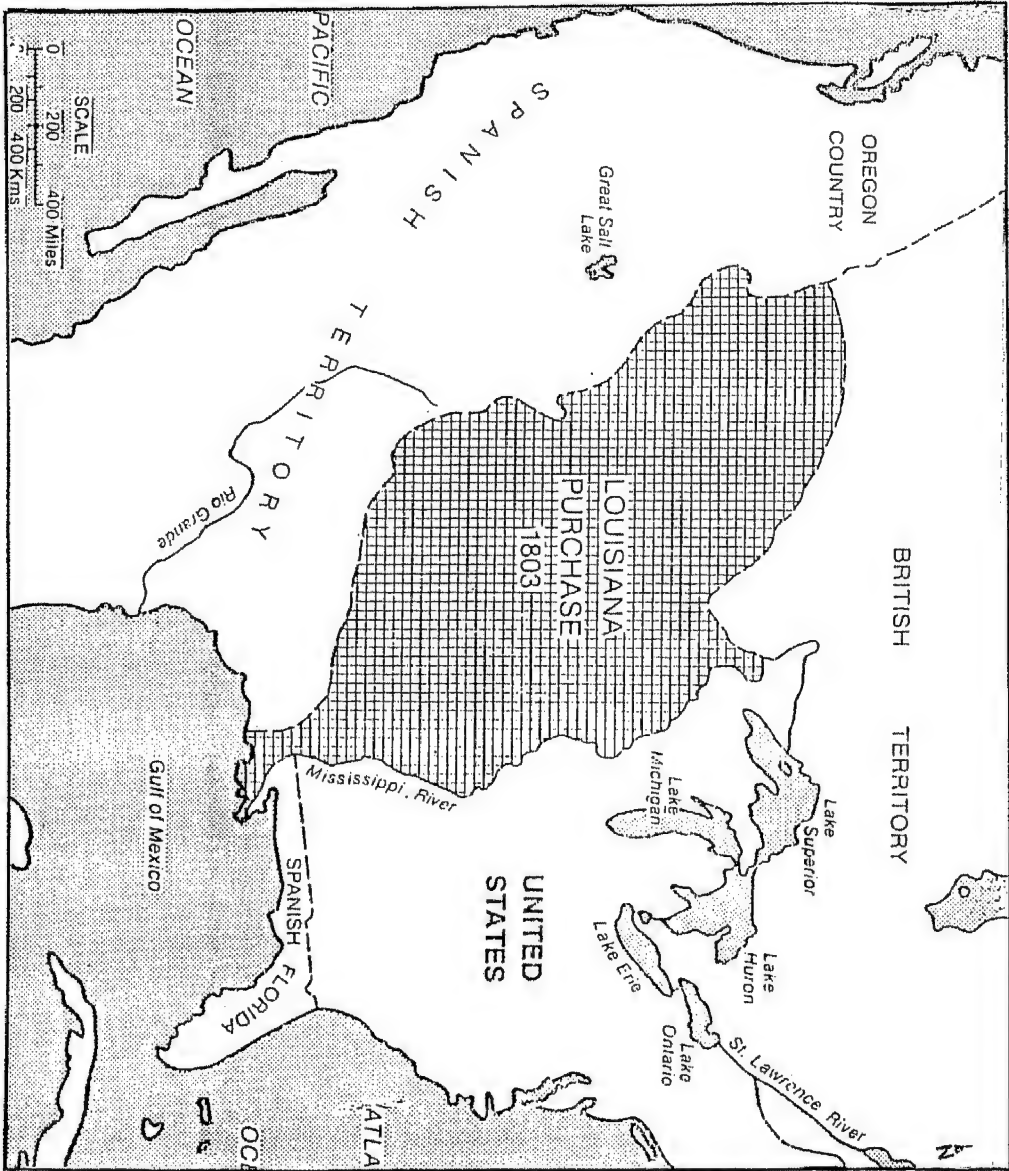 OREGON
COUNTRY
BRITISH TERRITORY
Great Salt
Lake
SPANISH TERRITORY
LOUISIANA
PURCHASE
1803
Lake
Superior
Lake
Michigan
Lake
Huron
Lake Erie
Lake
Ontario
St. Lawrence River
N
UNITED
STATES
Mississippi River
Rio Grande
SPANISH FLORIDA
Gulf of Mexico
PACIFIC
OCEAN
ATLA
OCE
SCALE
0 200 400 Miles
0 200 400 Kms